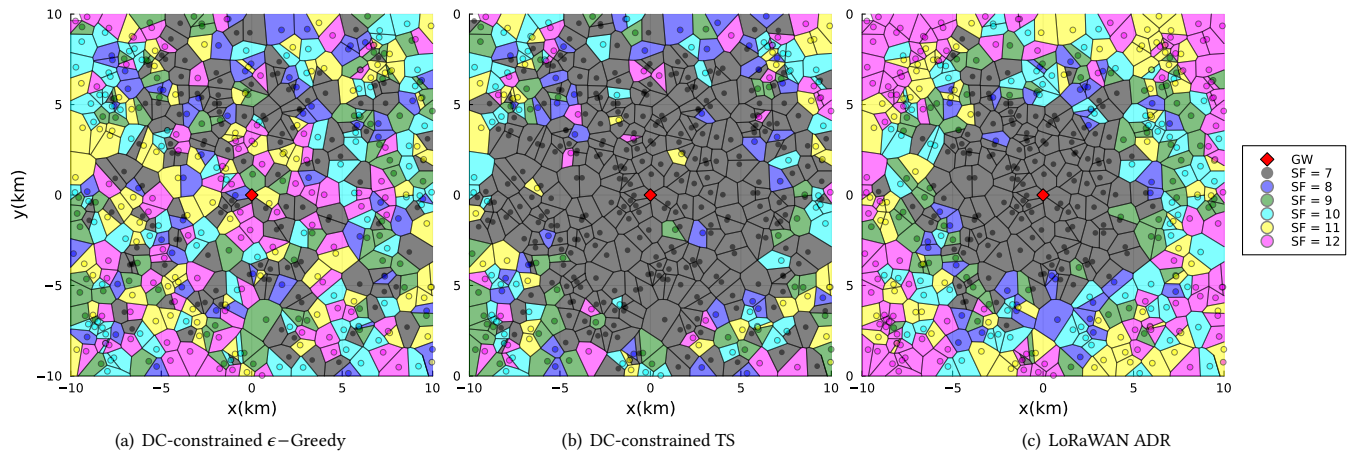 10
5
0
−5
−10
y(km)
−10 −5 0 5 10
x(km)
(a) DC-constrained ϵ−Greedy
0
5
0
5
0
−10 −5 0 5 10
x(km)
(b) DC-constrained TS
0
5
0
5
0
−10 −5 0 5 10
x(km)
(c) LoRaWAN ADR
GW
SF = 7
SF = 8
SF = 9
SF = 10
SF = 11
SF = 12